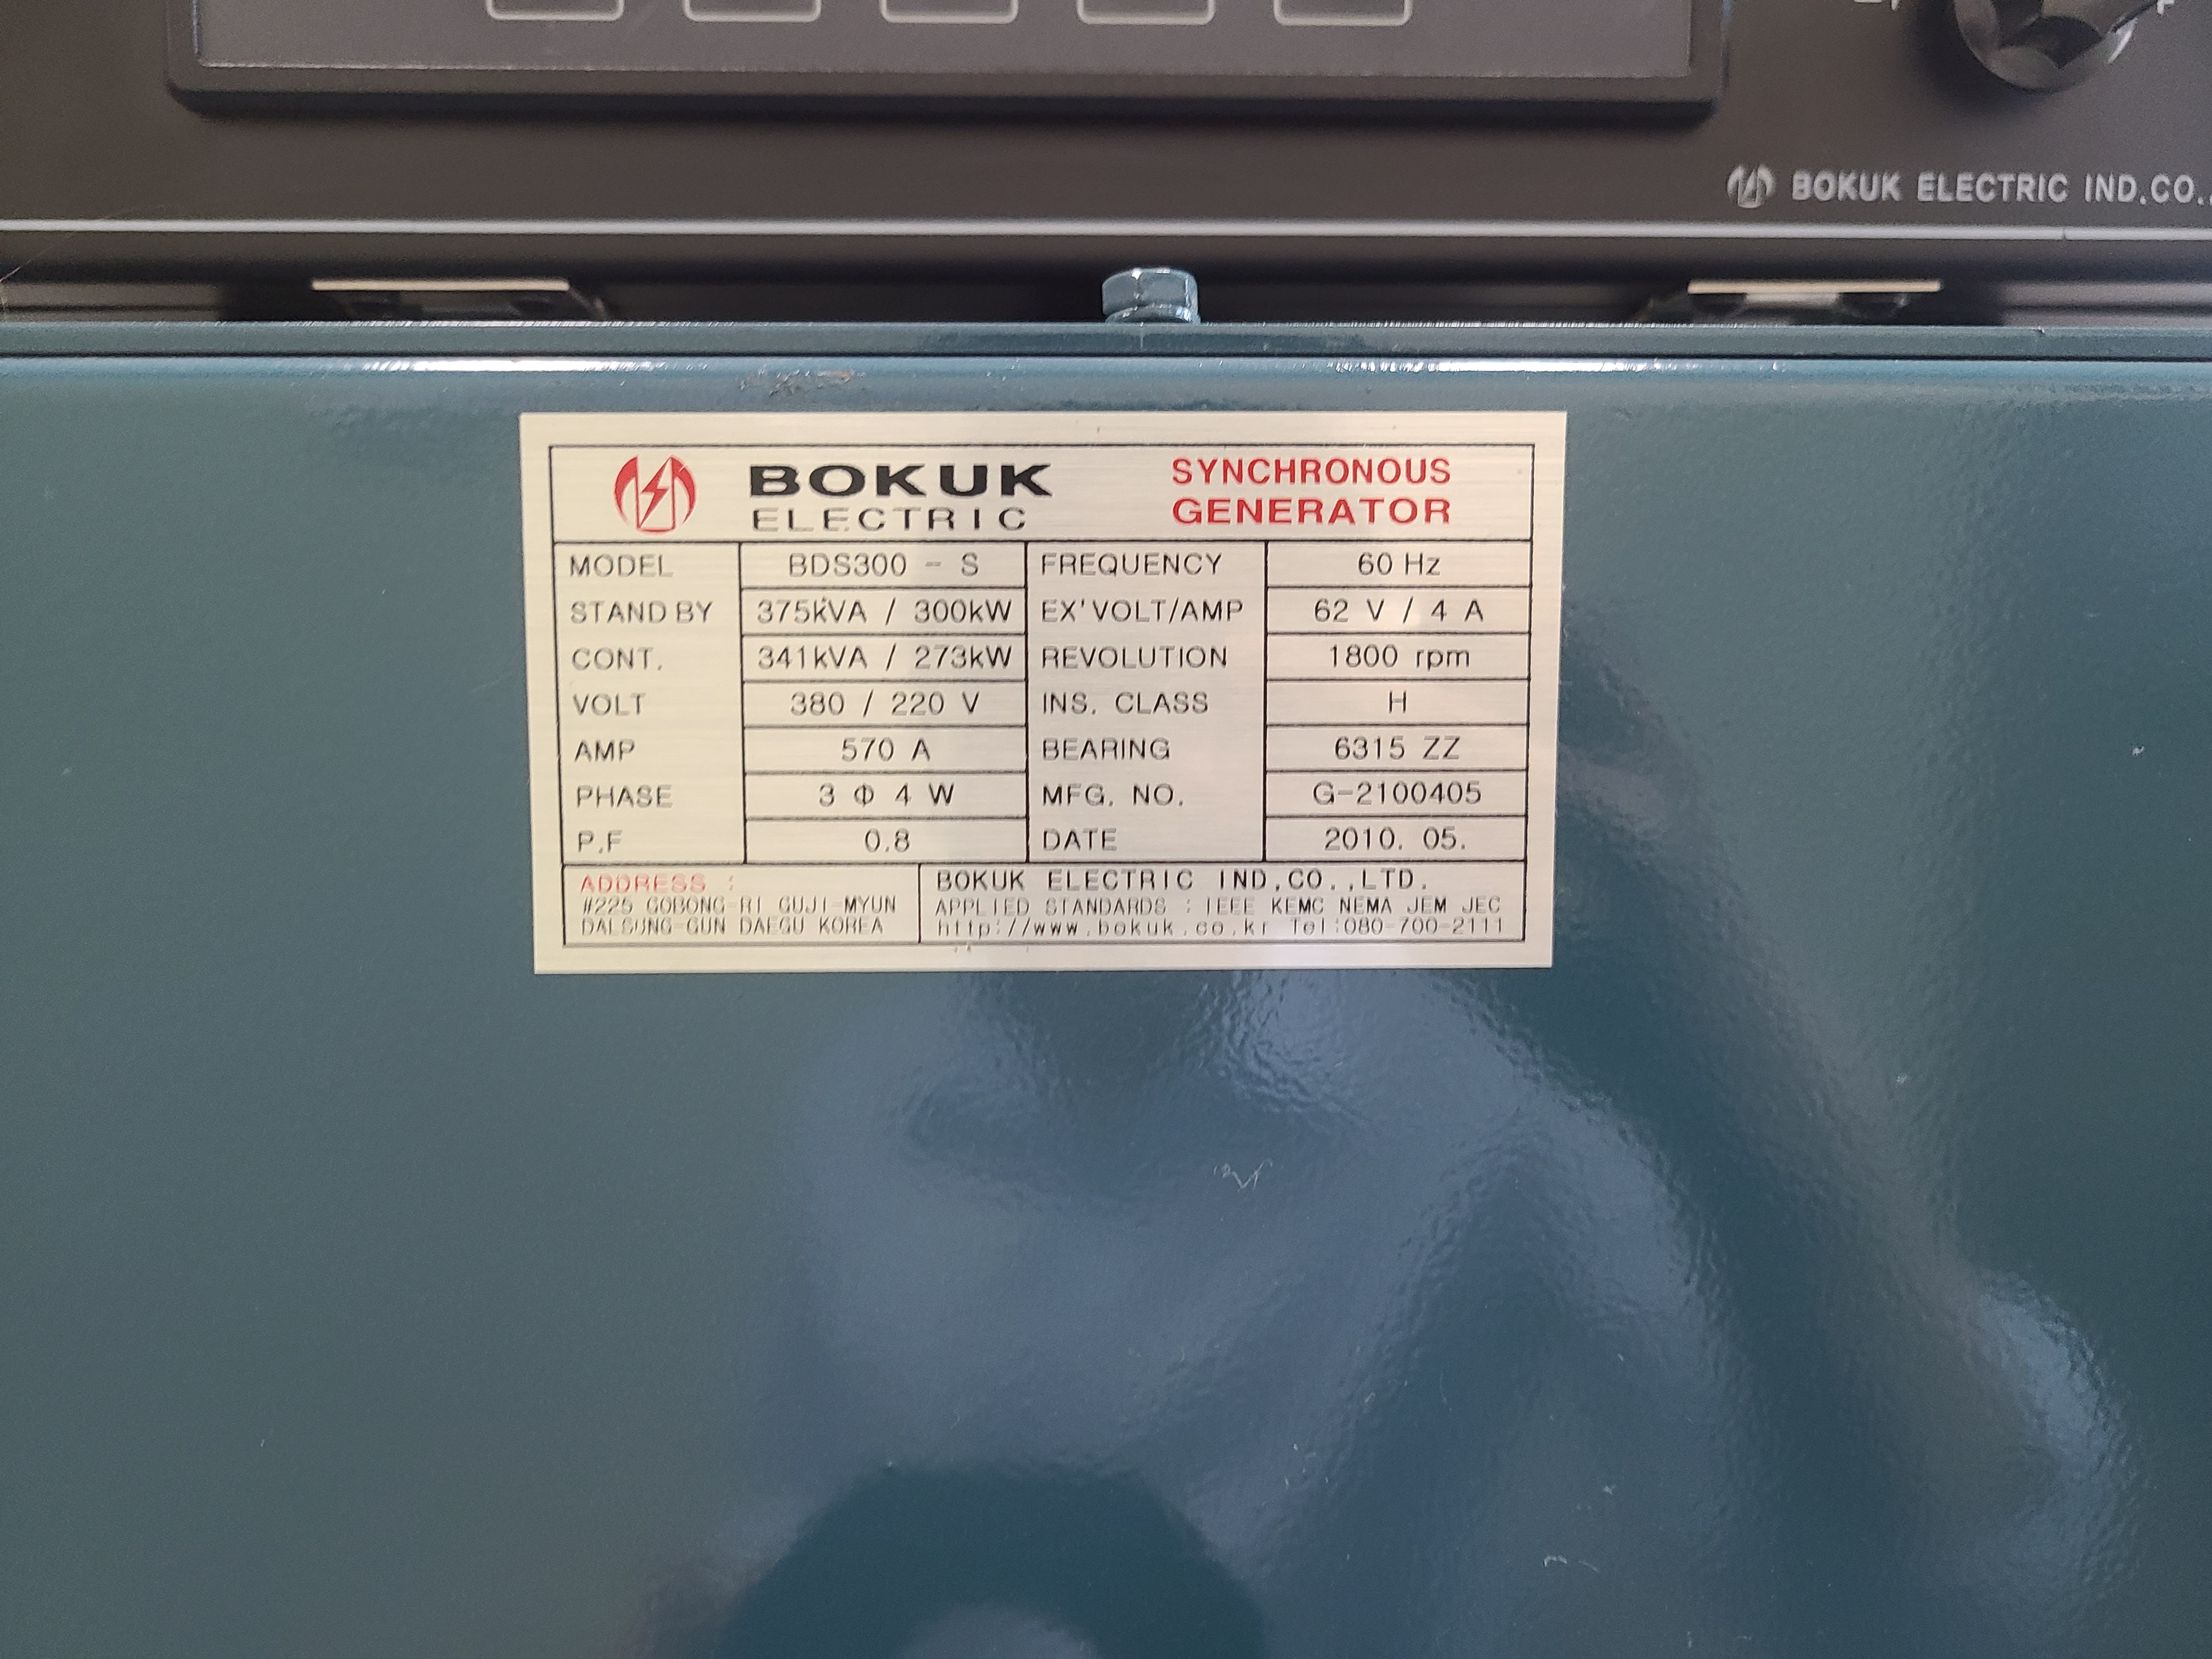 BOKUK ELECTRIC IND.CO.,
BOKUK
ELECTRIC
SYNCHRONOUS
GENERATOR
MODEL BDS300 - S FREQUENCY 60 Hz
STAND BY 375kVA / 300kW EX'VOLT/AMP 62 V / 4 A
CONT. 341kVA / 273kW REVOLUTION 1800 rpm
VOLT 380 / 220 V INS. CLASS H
AMP 570 A BEARING 6315 ZZ
PHASE 3 Φ 4 W MFG. NO. G-2100405
P.F 0.8 DATE 2010. 05.
ADDRESS :
#225 GOBONG-RI GUJI-MYUN
DALSUNG-GUN DAEGU KOREA
BOKUK ELECTRIC IND.CO.,LTD.
APPLIED STANDARDS : IEEE KEMC NEMA JEM JEC
http://www.bokuk.co.kr Tel:080-700-2111